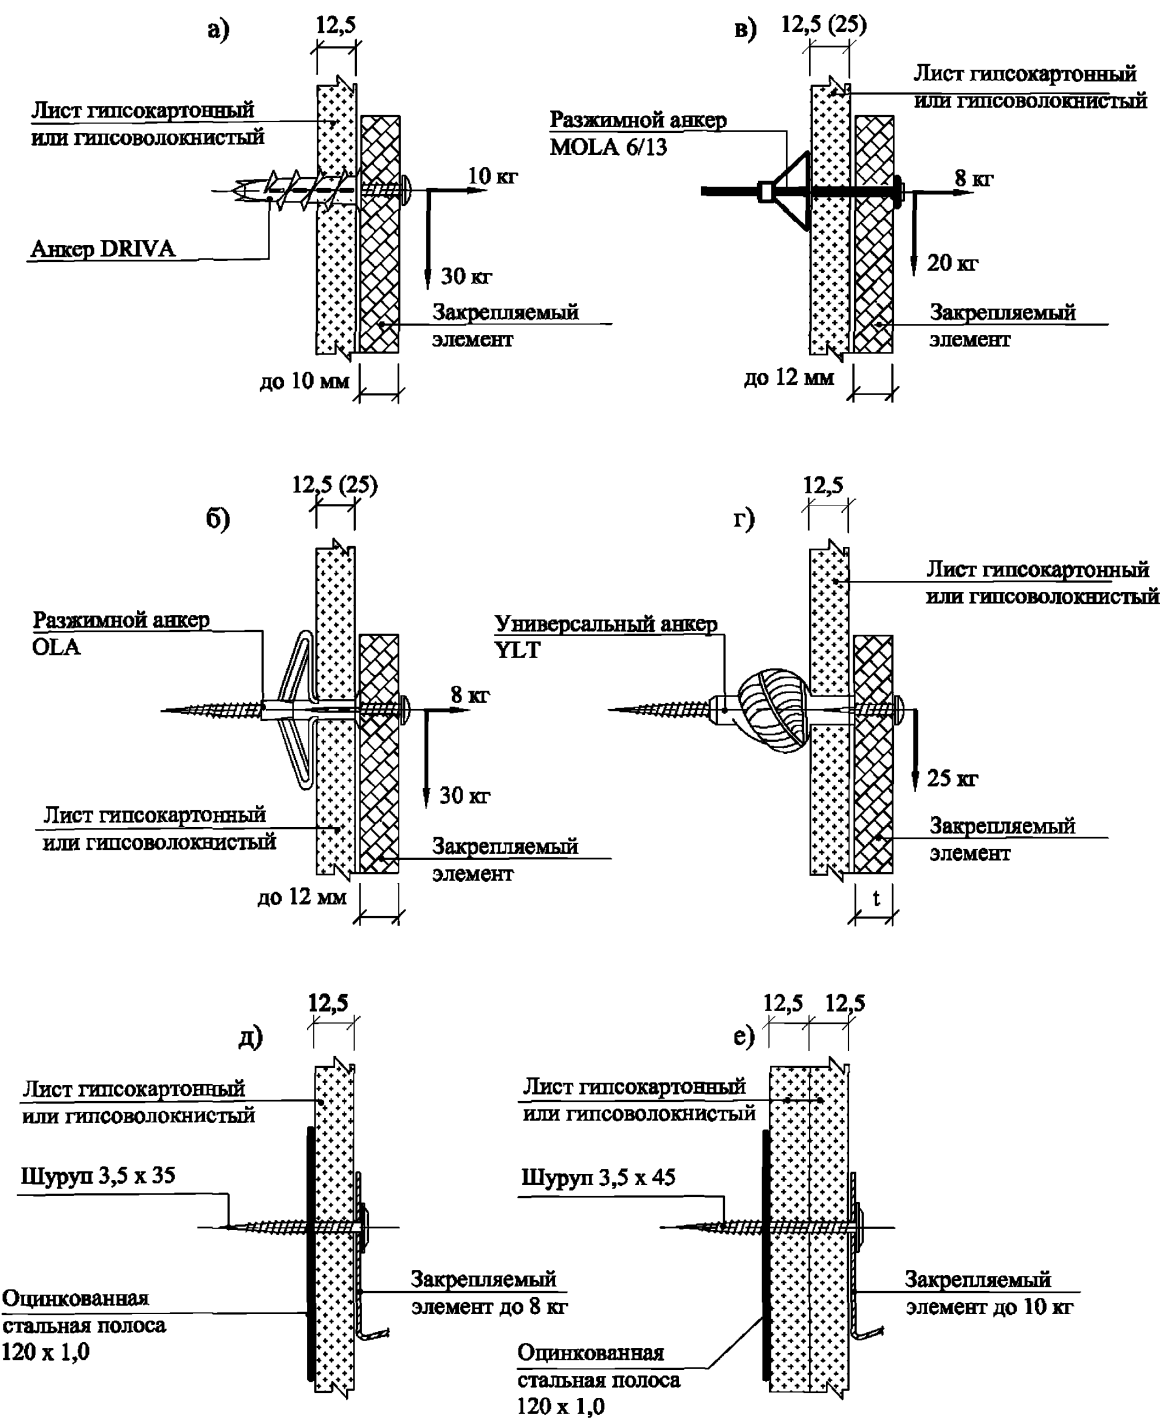 а)
12,5
Лист гипсокартонный
или гипсоволокнистый
10 кг
Анкер DRIVA
30 кг
Закрепляемый
элемент
до 10 мм
в)
12,5 (25)
Лист гипсокартонный
или гипсоволокнистый
Разжимной анкер
MOLA 6/13
8 кг
20 кг
Закрепляемый
элемент
до 12 мм
б)
12,5 (25)
Разжимной анкер
OLA
8 кг
30 кг
Лист гипсокартонный
или гипсоволокнистый
Закрепляемый
элемент
до 12 мм
г)
12,5
Лист гипсокартонный
или гипсоволокнистый
Универсальный анкер
YLT
25 кг
Закрепляемый
элемент
t
д)
12,5
Лист гипсокартонный
или гипсоволокнистый
Шуруп 3,5 х 35
Закрепляемый
элемент до 8 кг
Оцинкованная
стальная полоса
120 х 1,0
е)
12,5 12,5
Лист гипсокартонный
или гипсоволокнистый
Шуруп 3,5 х 45
Закрепляемый
элемент до 10 кг
Оцинкованная
стальная полоса
120 х 1,0